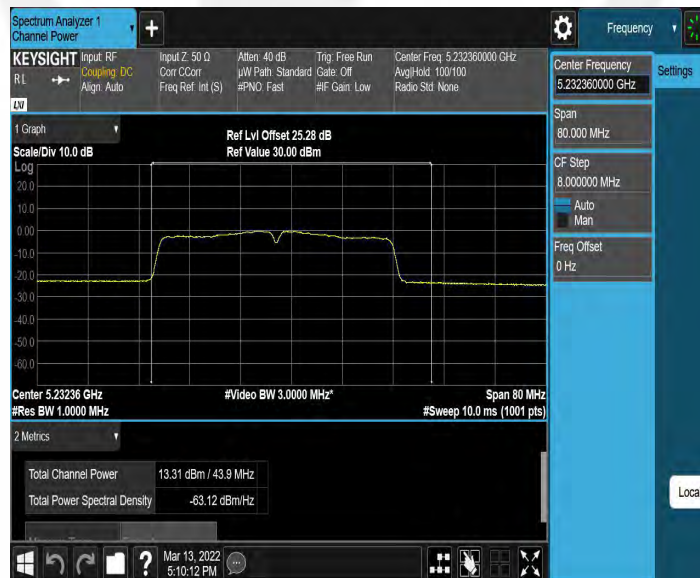 Spectrum Analyzer 1
Channel Power
Frequency
KEYSIGHT
R L
LXI
Input: RF
Coupling: DC
Align: Auto
Input Z: 50 Ω
Corr CCorr
Freq Ref: Int (S)
Atten: 40 dB
µW Path: Standard
#PNO: Fast
Trig: Free Run
Gate: Off
#IF Gain: Low
Center Freq: 5.232360000 GHz
Avg|Hold: 100/100
Radio Std: None
Center Frequency
5.232360000 GHz
Settings
Span
80.000 MHz
CF Step
8.000000 MHz
Auto
Man
Freq Offset
0 Hz
1 Graph
Scale/Div 10.0 dB
Ref Lvl Offset 25.28 dB
Ref Value 30.00 dBm
Log
20.0
10.0
0.00
-10.0
-20.0
-30.0
-40.0
-50.0
-60.0
Center 5.23236 GHz
#Video BW 3.0000 MHz*
Span 80 MHz
#Res BW 1.0000 MHz
#Sweep 10.0 ms (1001 pts)
2 Metrics
Total Channel Power 13.31 dBm / 43.9 MHz
Total Power Spectral Density -63.12 dBm/Hz
Loca
?
Mar 13, 2022
5:10:12 PM